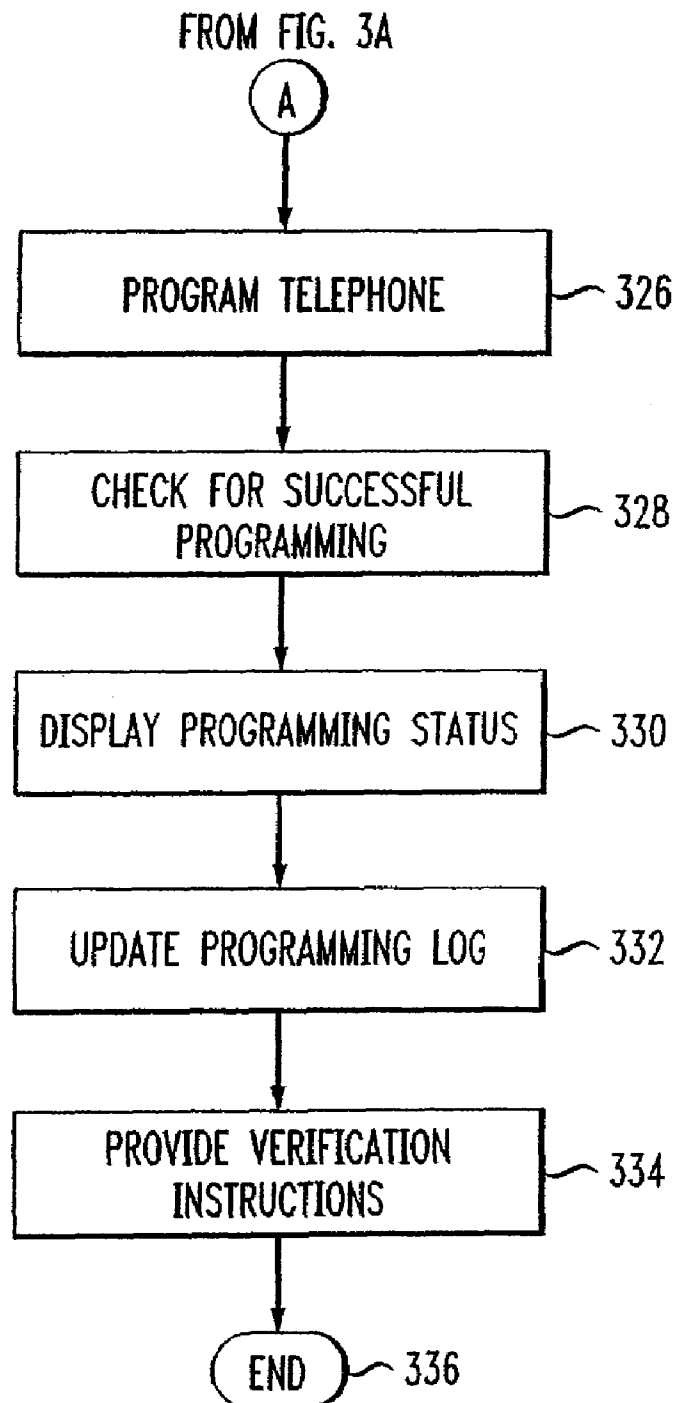 FROM FIG. 3A
A
PROGRAM TELEPHONE
326
CHECK FOR SUCCESSFUL
PROGRAMMING
328
DISPLAY PROGRAMMING STATUS
330
UPDATE PROGRAMMING LOG
332
PROVIDE VERIFICATION
INSTRUCTIONS
334
END
336